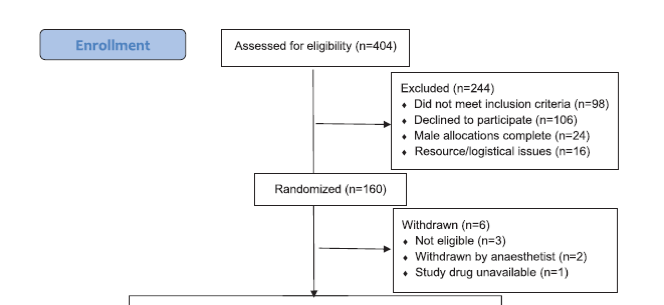 Enrollment
Assessed for eligibility (n=404)
Excluded (n=244)
♦ Did not meet inclusion criteria (n=98)
♦ Declined to participate (n=106)
♦ Male allocations complete (n=24)
♦ Resource/logistical issues (n=16)
Randomized (n=160)
Withdrawn (n=6)
♦ Not eligible (n=3)
♦ Withdrawn by anaesthetist (n=2)
♦ Study drug unavailable (n=1)